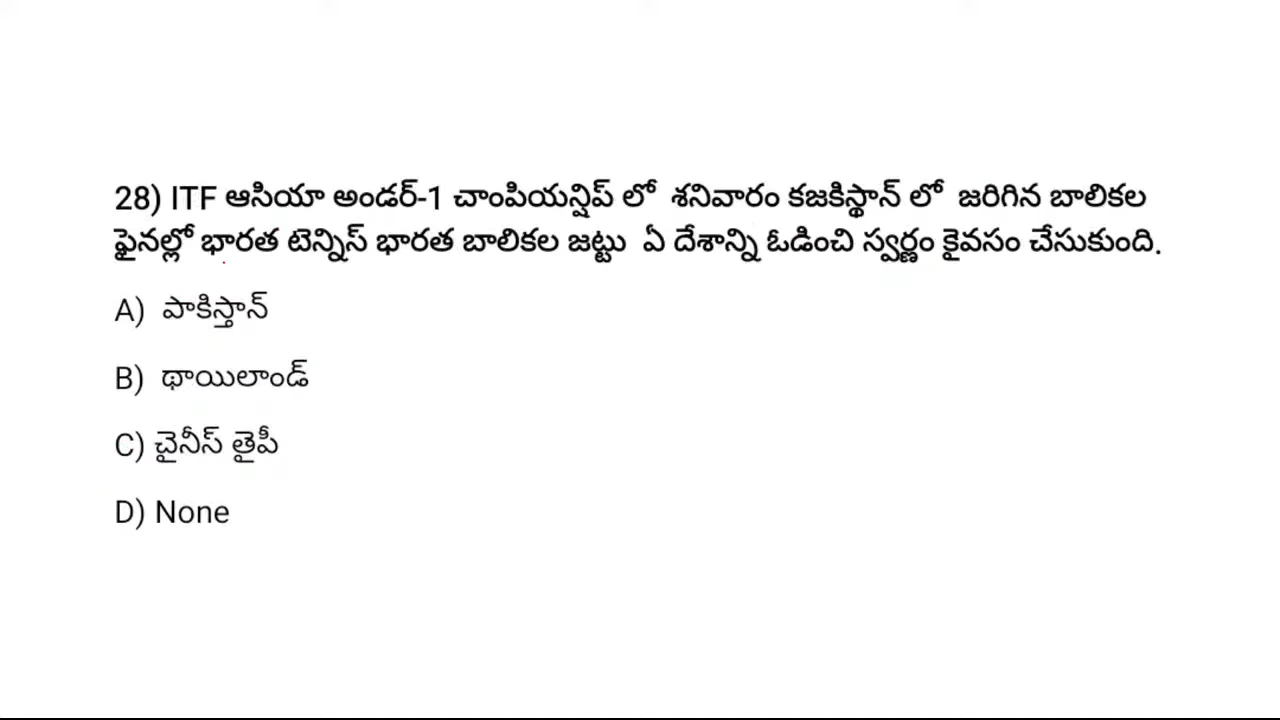 28) ITF ఆసియా అండర్-1 చాంపియన్షిప్ లో శనివారం కజకిస్థాన్ లో జరిగిన బాలికల
ఫైనల్లో భారత టెన్నిస్ భారత బాలికల జట్టు ఏ దేశాన్ని ఓడించి స్వర్ణం కైవసం చేసుకుంది.
A) పాకిస్తాన్
B) థాయిలాండ్
C) చైనీస్ తైపీ
D) None